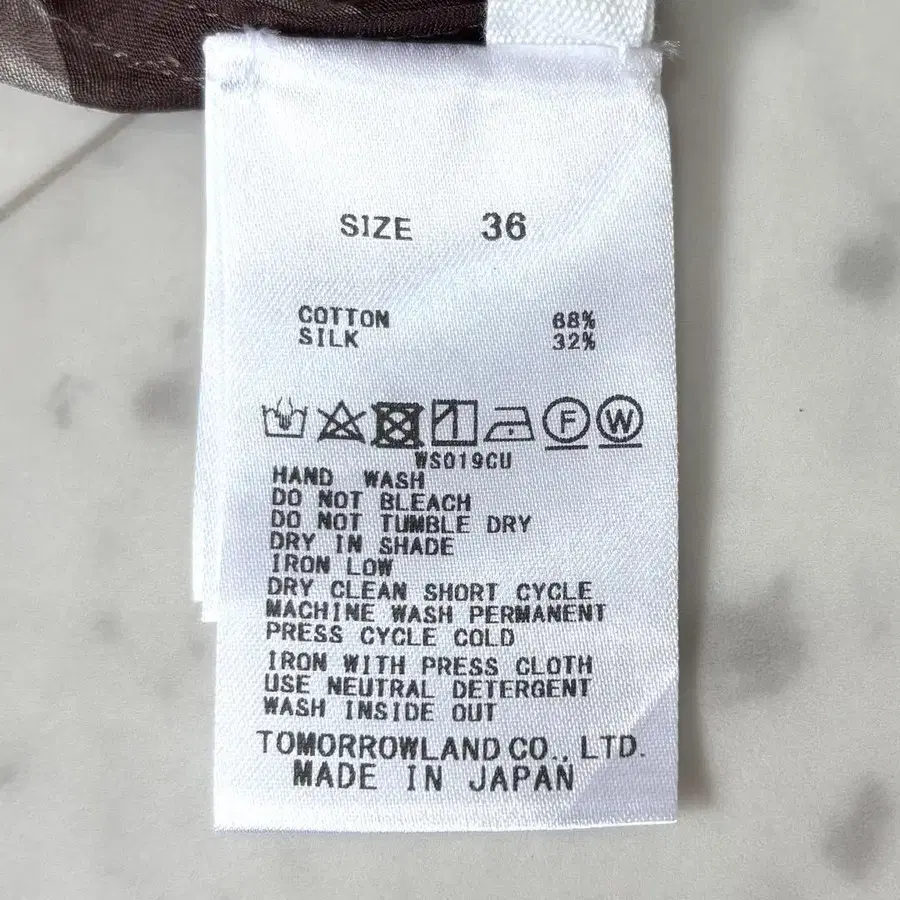 SIZE 36
COTTON 68%
SILK 32%
F W
WS019CU
HAND WASH
DO NOT BLEACH
DO NOT TUMBLE DRY
DRY IN SHADE
IRON LOW
DRY CLEAN SHORT CYCLE
MACHINE WASH PERMANENT
PRESS CYCLE COLD
IRON WITH PRESS CLOTH
USE NEUTRAL DETERGENT
WASH INSIDE OUT
TOMORROWLAND CO., LTD.
MADE IN JAPAN